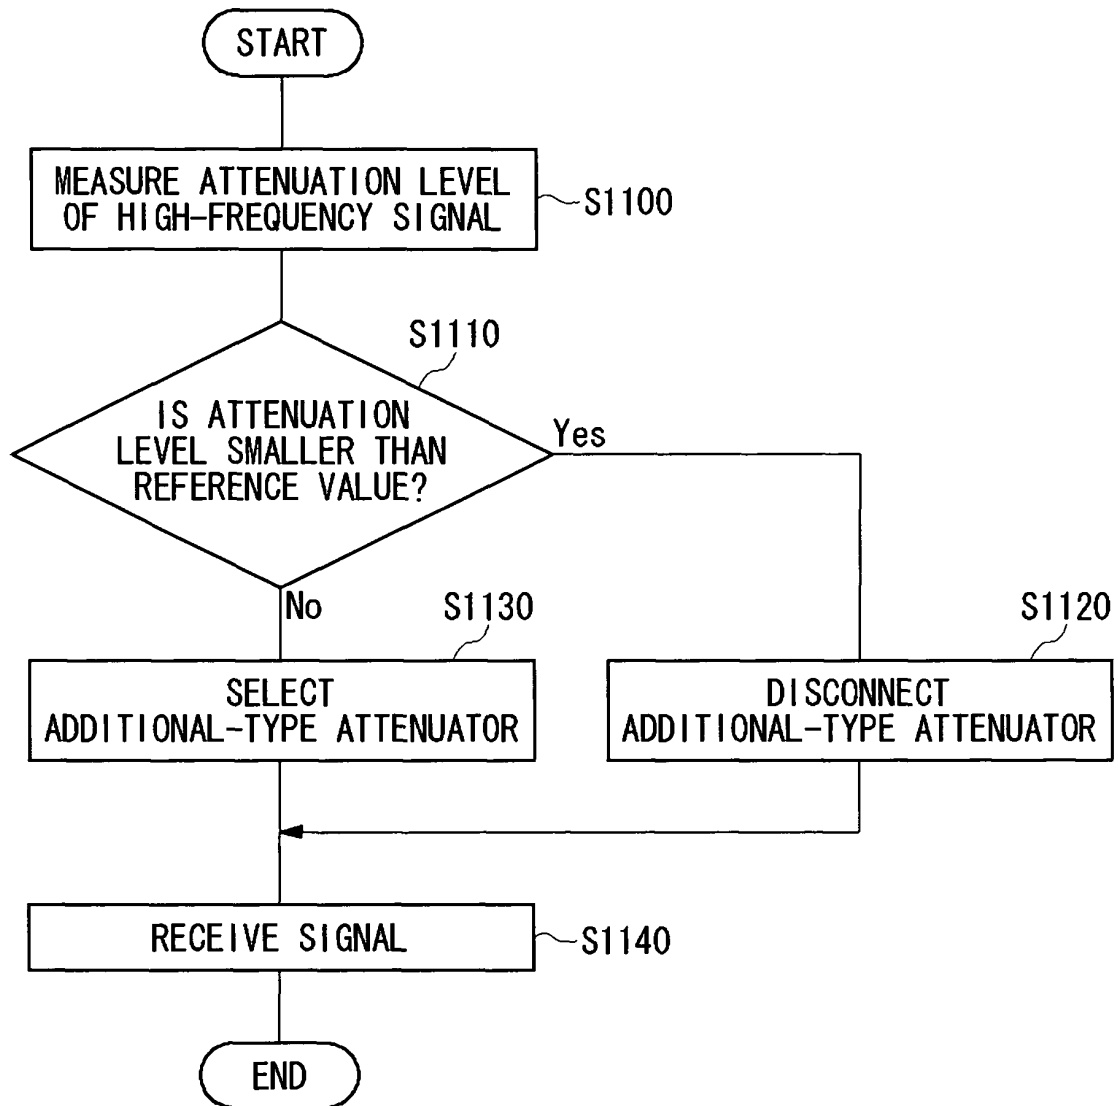 START
MEASURE ATTENUATION LEVEL
OF HIGH-FREQUENCY SIGNAL
S1100
S1110
IS ATTENUATION
LEVEL SMALLER THAN
REFERENCE VALUE?
Yes
No
S1130
S1120
SELECT
ADDITIONAL-TYPE ATTENUATOR
DISCONNECT
ADDITIONAL-TYPE ATTENUATOR
RECEIVE SIGNAL
S1140
END